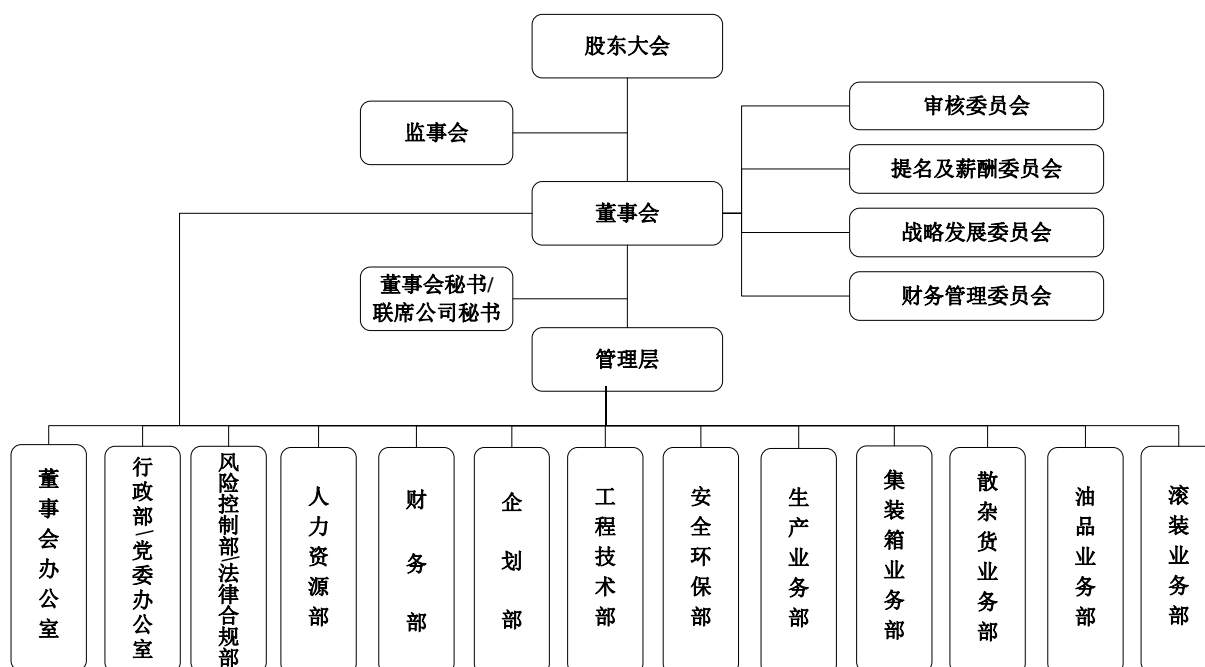 股东大会
监事会
审核委员会
提名及薪酬委员会
董事会
战略发展委员会
董事会秘书/
联席公司秘书
财务管理委员会
管理层
董事会办公室
行政部\党委办公室
风险控制部\法律合规部
人力资源部
财务部
企划部
工程技术部
安全环保部
生产业务部
集装箱业务部
散杂货业务部
油品业务部
滚装业务部